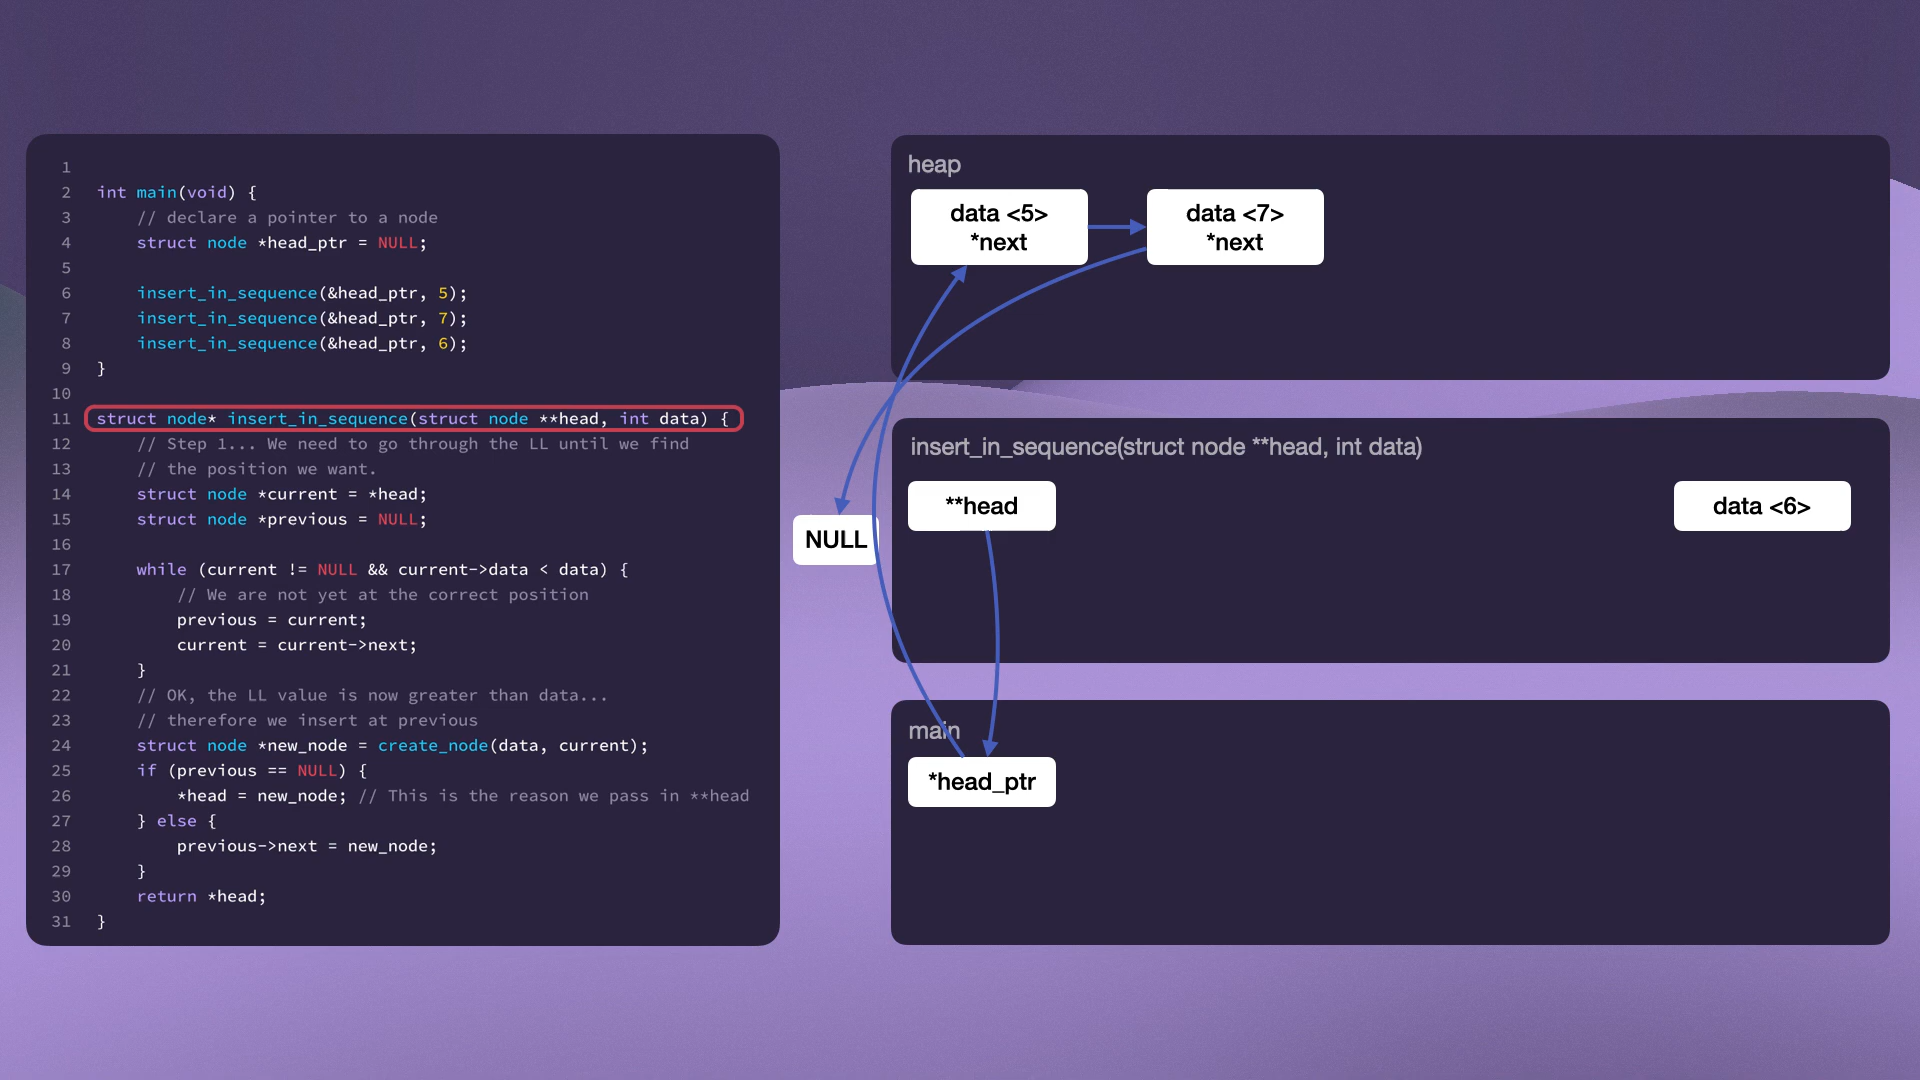 1
2 int main(void) {
3     // declare a pointer to a node
4     struct node *head_ptr = NULL;
5
6     insert_in_sequence(&head_ptr, 5);
7     insert_in_sequence(&head_ptr, 7);
8     insert_in_sequence(&head_ptr, 6);
9 }
10
11 struct node* insert_in_sequence(struct node **head, int data) {
12     // Step 1... We need to go through the LL until we find
13     // the position we want.
14     struct node *current = *head;
15     struct node *previous = NULL;
16
17     while (current != NULL && current->data < data) {
18         // We are not yet at the correct position
19         previous = current;
20         current = current->next;
21     }
22     // OK, the LL value is now greater than data...
23     // therefore we insert at previous
24     struct node *new_node = create_node(data, current);
25     if (previous == NULL) {
26         *head = new_node; // This is the reason we pass in **head
27     } else {
28         previous->next = new_node;
29     }
30     return *head;
31 }
heap
data <5>
*next
data <7>
*next
NULL
insert_in_sequence(struct node **head, int data)
**head
data <6>
main
*head_ptr